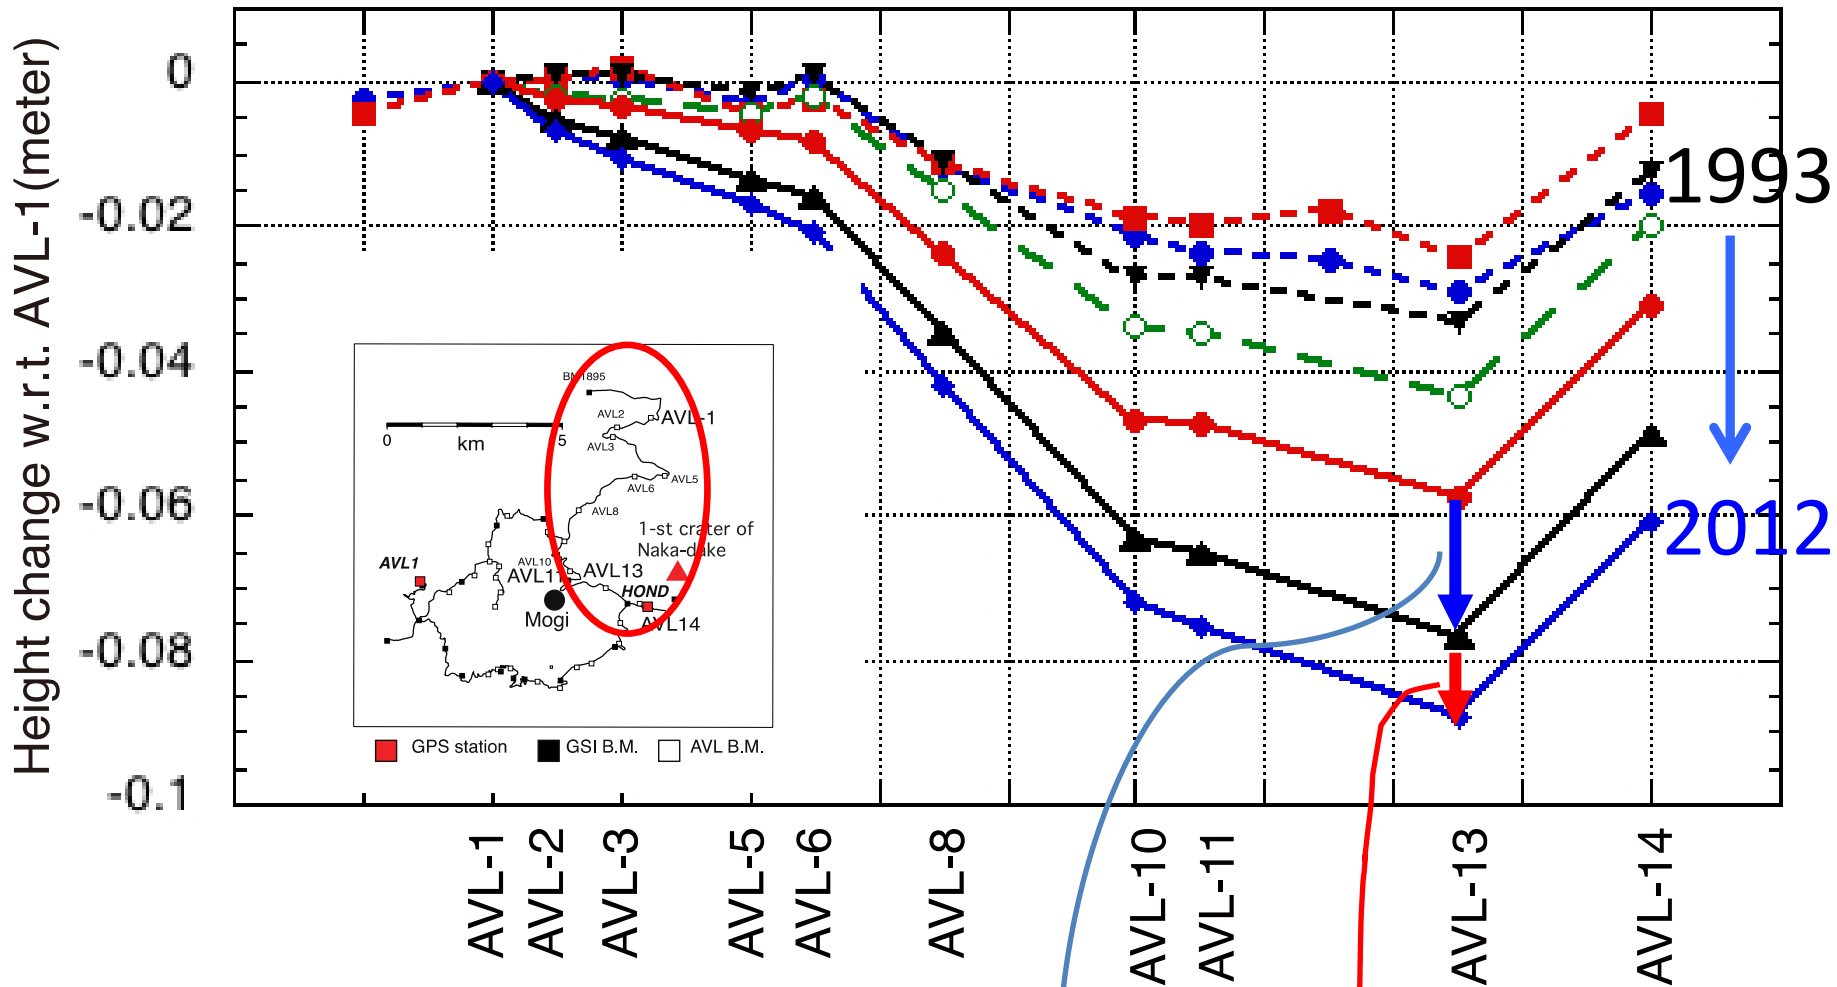 Height change w.r.t. AVL-1(meter)
0
-0.02
-0.04
-0.06
-0.08
-0.1
1993
2012
BM1895
AVL2
AVL-1
AVL3
0
km
5
AVL5
AVL6
AVL8
1-st crater of
Naka-dake
AVL1
AVL10
AVL11
AVL13
HOND
Mogi
AVL14
GPS station
GSI B.M.
AVL B.M.
AVL-1
AVL-2
AVL-3
AVL-5
AVL-6
AVL-8
AVL-10
AVL-11
AVL-13
AVL-14